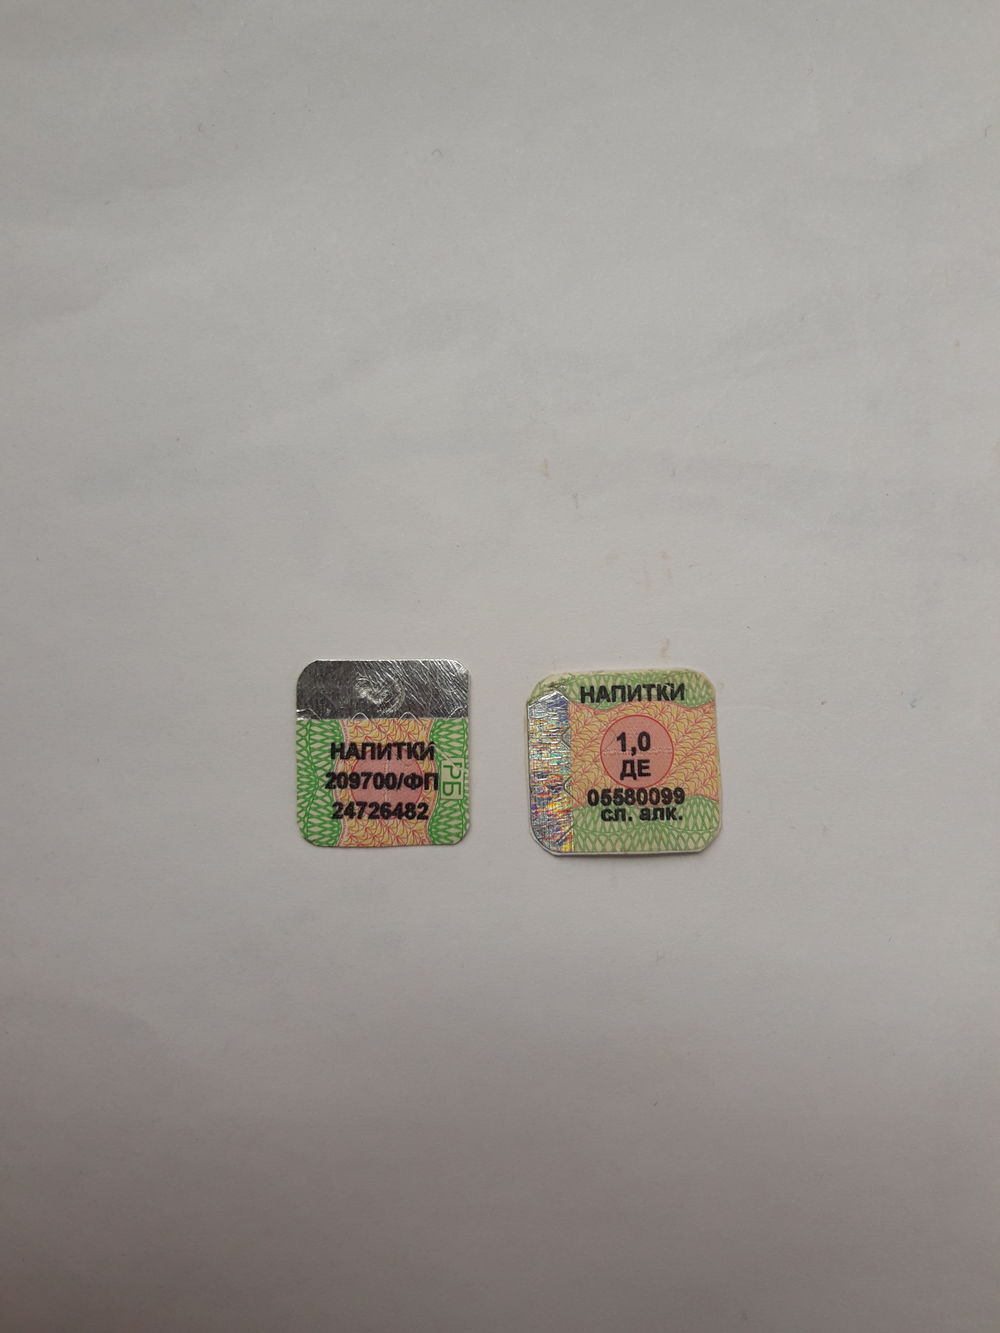 НАПИТКИ
209700/ФП
24726482
РБ
НАПИТКИ
1,0
ДЕ
05580099
сл. алк.